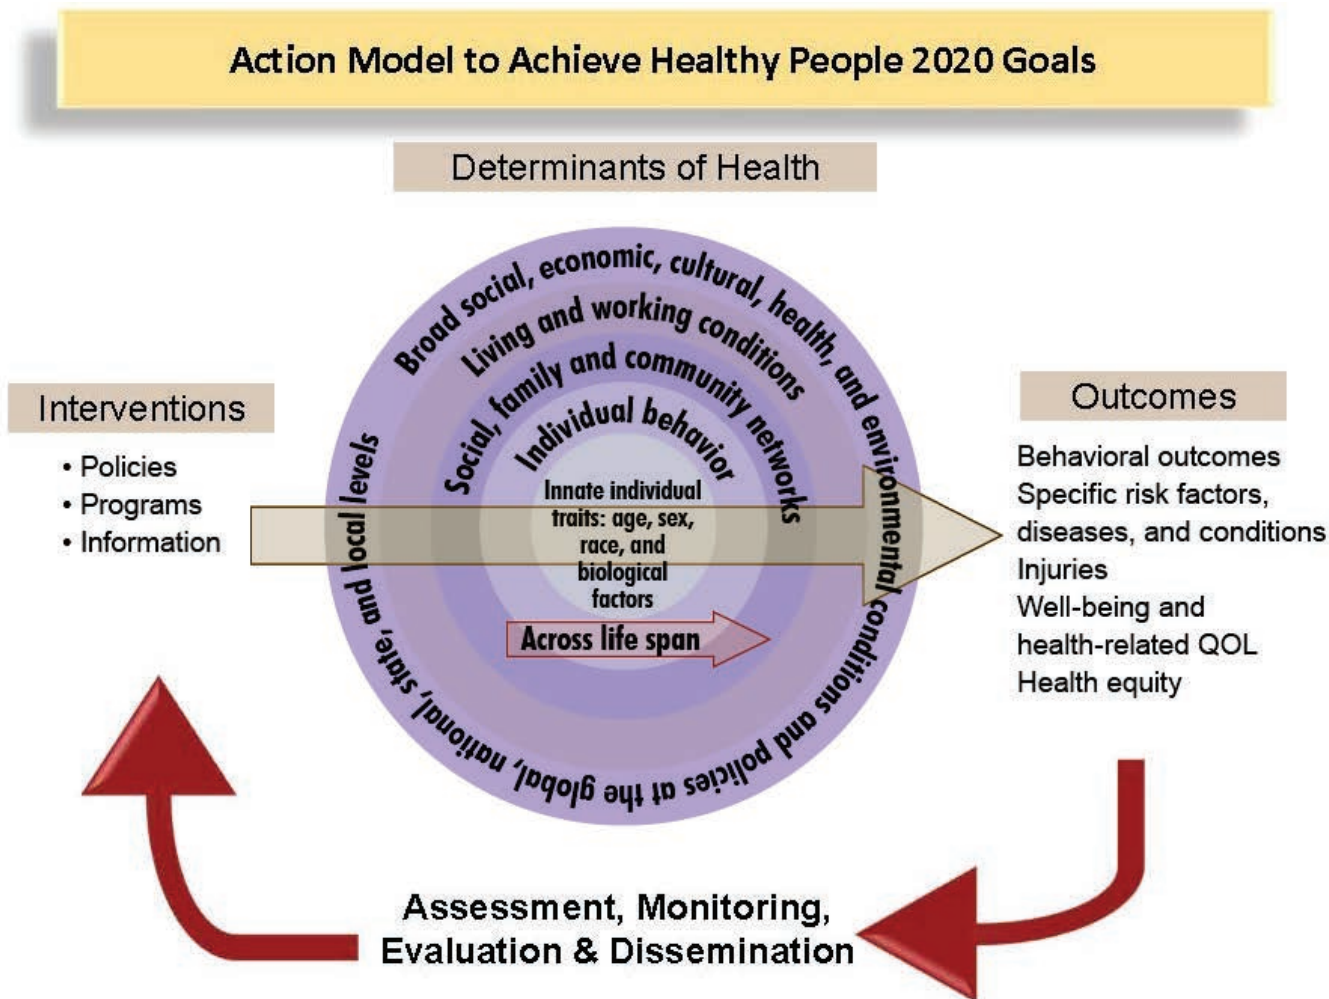 Action Model to Achieve Healthy People 2020 Goals
Determinants of Health
Broad social, economic, cultural, health, and environmental conditions and policies at the global, national, state, and local levels
Living and working conditions
Social, family and community networks
Individual behavior
Innate individual
traits: age, sex,
race, and
biological
factors
Across life span
Interventions
• Policies
• Programs
• Information
Outcomes
Behavioral outcomes
Specific risk factors,
diseases, and conditions
Injuries
Well-being and
health-related QOL
Health equity
Assessment, Monitoring,
Evaluation & Dissemination